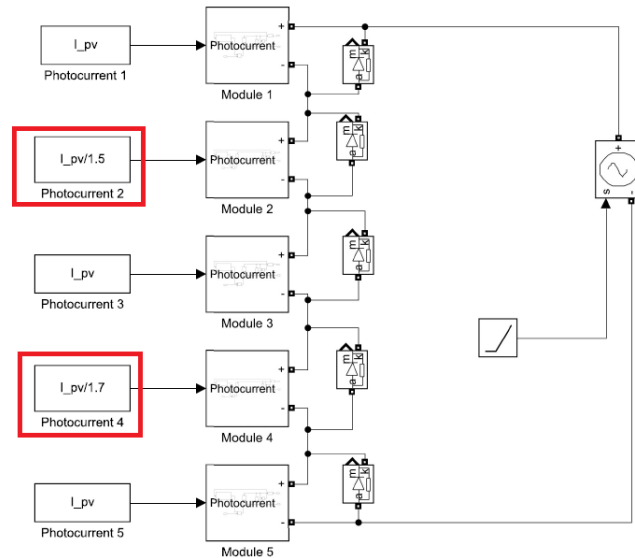 I_pv
Photocurrent 1
Photocurrent
+
-
Module 1
m
k
a
I_pv/1.5
Photocurrent 2
Photocurrent
+
-
Module 2
m
k
a
I_pv
Photocurrent 3
Photocurrent
+
-
Module 3
m
k
a
I_pv/1.7
Photocurrent 4
Photocurrent
+
-
Module 4
m
k
a
I_pv
Photocurrent 5
Photocurrent
+
-
Module 5
m
k
a
+
s
-